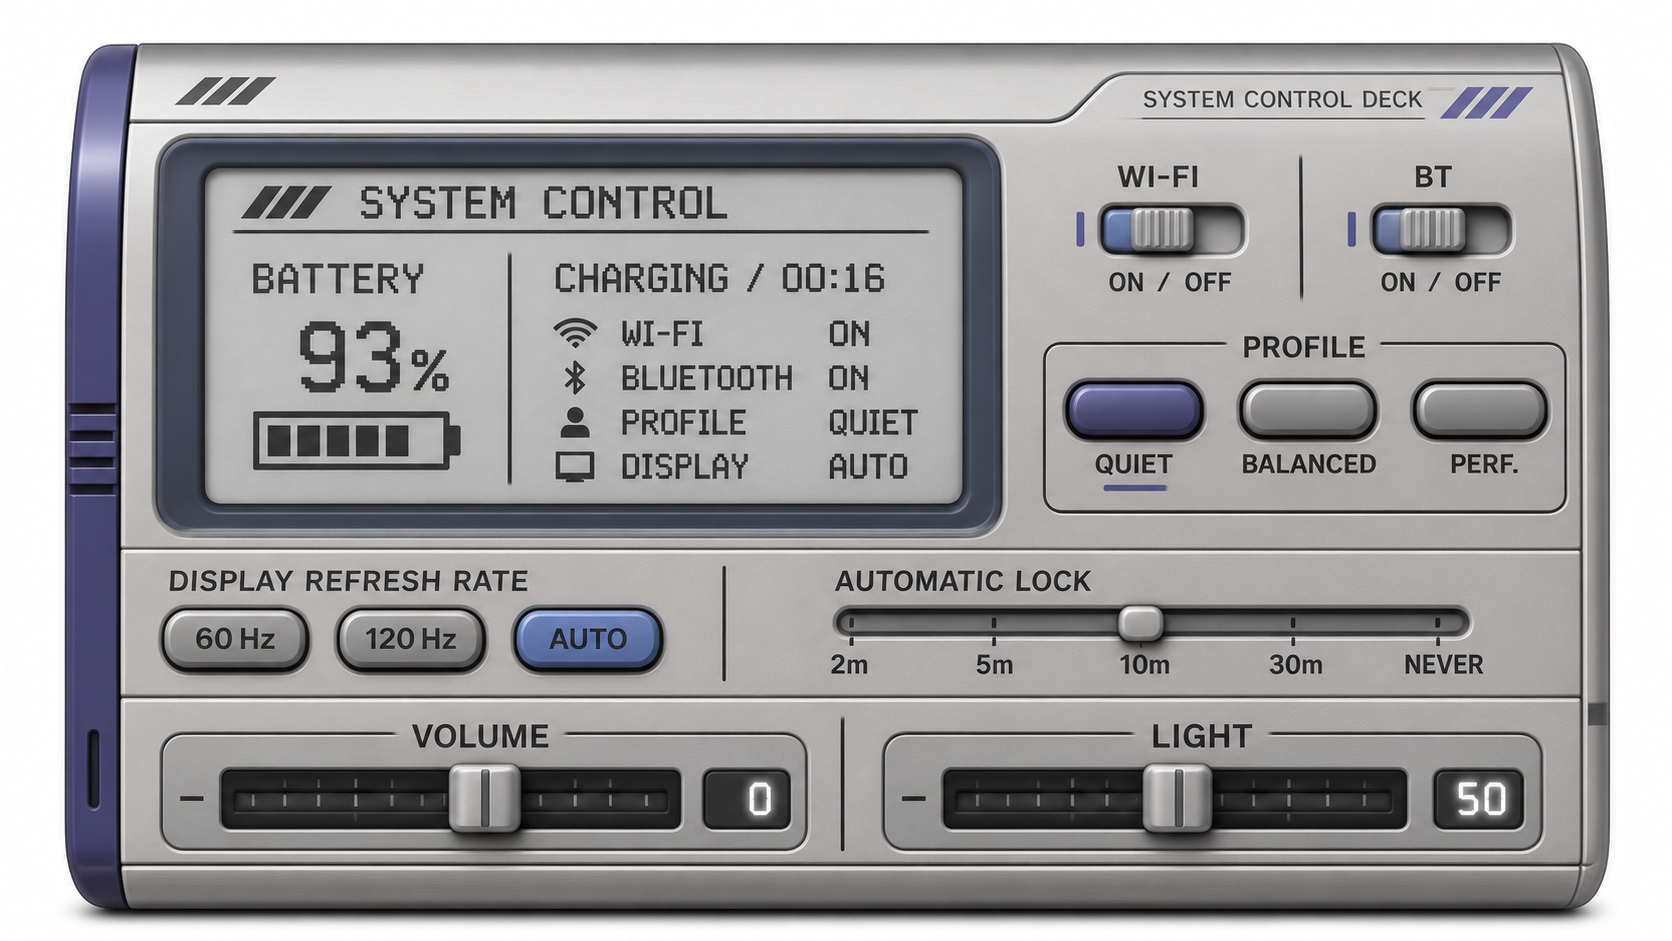 SYSTEM CONTROL DECK
SYSTEM CONTROL
BATTERY
93%
CHARGING / 00:16
WI-FI ON
BLUETOOTH ON
PROFILE QUIET
DISPLAY AUTO
WI-FI
ON / OFF
BT
ON / OFF
PROFILE
QUIET
BALANCED
PERF.
DISPLAY REFRESH RATE
60 Hz
120 Hz
AUTO
AUTOMATIC LOCK
2m 5m 10m 30m NEVER
VOLUME
0
LIGHT
50